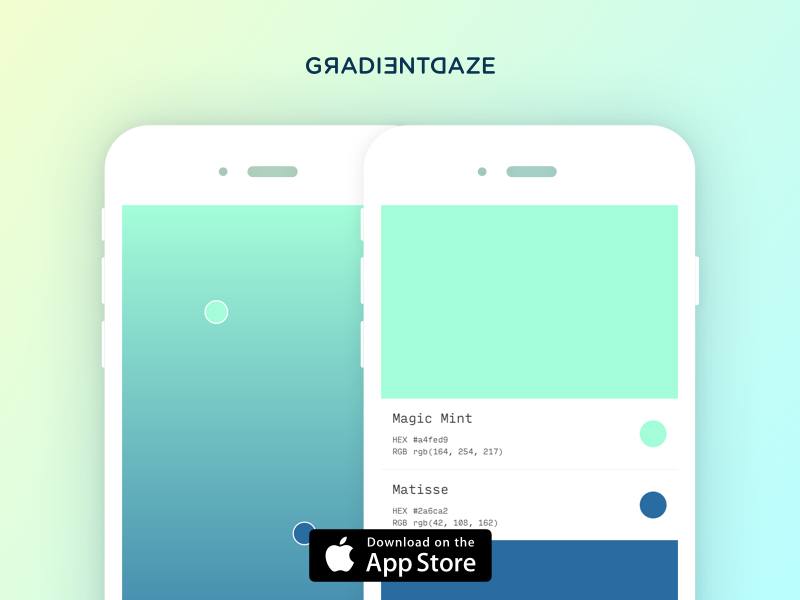 GЯADIƎNTDAZE
Magic Mint
HEX #a4fed9
RGB rgb(164, 254, 217)
Matisse
HEX #2a6ca2
RGB rgb(42, 108, 162)
Download on the
App Store